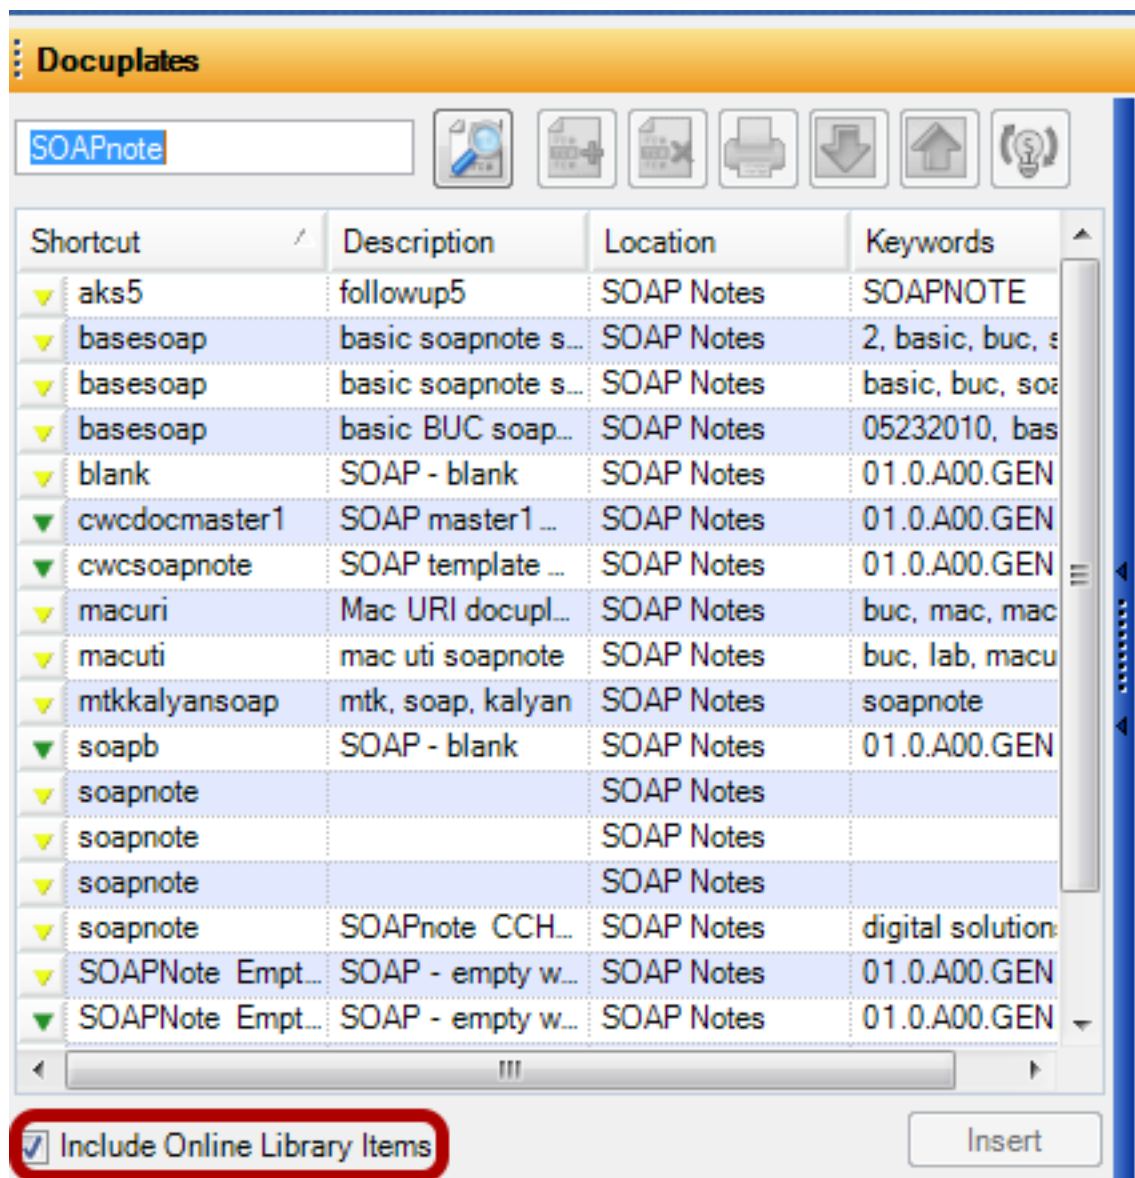 Docuplates
SOAPnote
Shortcut Description Location Keywords
aks5 followup5 SOAP Notes SOAPNOTE
basesoap basic soapnote s... SOAP Notes 2, basic, buc, s
basesoap basic soapnote s... SOAP Notes basic, buc, soa
basesoap basic BUC soap... SOAP Notes 05232010, bas
blank SOAP - blank SOAP Notes 01.0.A00.GEN
cwcdocmaster1 SOAP master1 ... SOAP Notes 01.0.A00.GEN
cwcsoapnote SOAP template ... SOAP Notes 01.0.A00.GEN
macuri Mac URI docupl... SOAP Notes buc, mac, mac
macuti mac uti soapnote SOAP Notes buc, lab, macu
mtkkalyansoap mtk, soap, kalyan SOAP Notes soapnote
soapb SOAP - blank SOAP Notes 01.0.A00.GEN
soapnote SOAP Notes
soapnote SOAP Notes
soapnote SOAP Notes
soapnote SOAPnote CCH... SOAP Notes digital solution
SOAPNote Empt... SOAP - empty w... SOAP Notes 01.0.A00.GEN
SOAPNote Empt... SOAP - empty w... SOAP Notes 01.0.A00.GEN
Include Online Library Items Insert